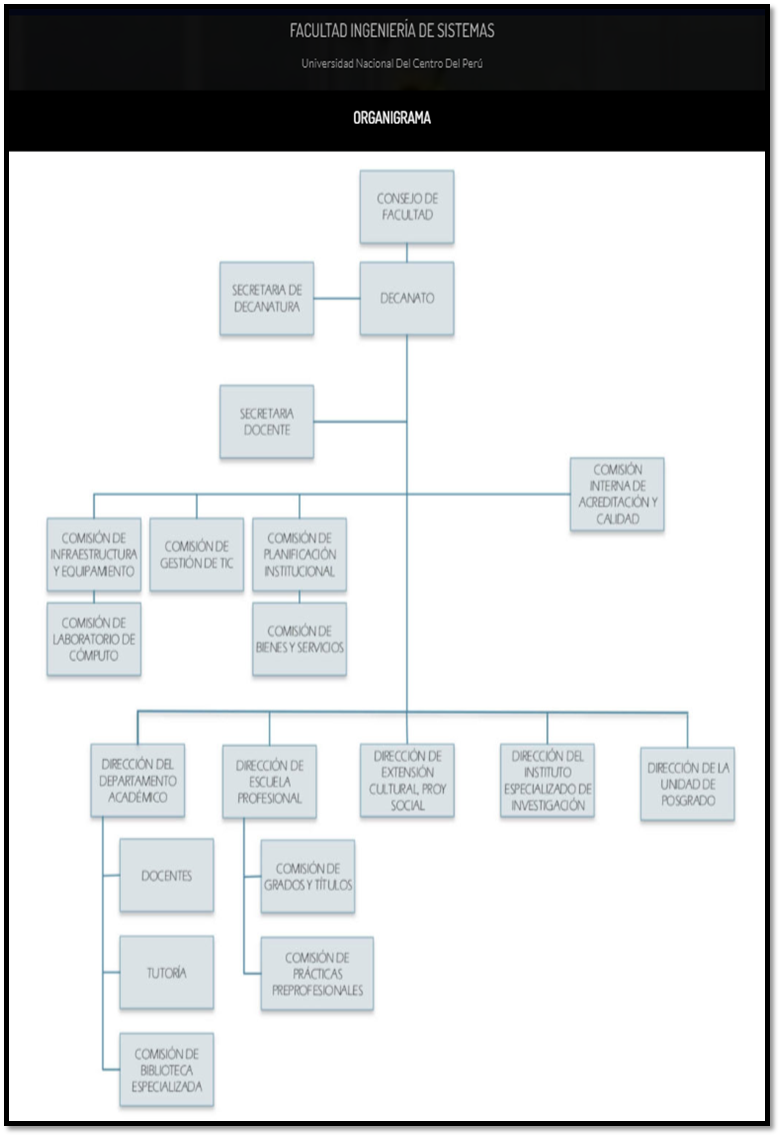 FACULTAD INGENIERÍA DE SISTEMAS
Universidad Nacional Del Centro Del Perú
ORGANIGRAMA
CONSEJO DE
FACULTAD
SECRETARIA DE
DECANATURA
DECANATO
SECRETARIA
DOCENTE
COMISIÓN
INTERNA DE
ACREDITACIÓN Y
CALIDAD
COMISIÓN DE
INFRAESTRUCTURA
Y EQUIPAMIENTO
COMISIÓN DE
GESTIÓN DE TIC
COMISIÓN DE
PLANIFICACIÓN
INSTITUCIONAL
COMISIÓN DE
LABORATORIO DE
CÓMPUTO
COMISIÓN DE
BIENES Y SERVICIOS
DIRECCIÓN DEL
DEPARTAMENTO
ACADÉMICO
DIRECCIÓN DE
ESCUELA
PROFESIONAL
DIRECCIÓN DE
EXTENSIÓN
CULTURAL, PROY
SOCIAL
DIRECCIÓN DEL
INSTITUTO
ESPECIALIZADO DE
INVESTIGACIÓN
DIRECCIÓN DE LA
UNIDAD DE
POSGRADO
DOCENTES
TUTORÍA
COMISIÓN DE
BIBLIOTECA
ESPECIALIZADA
COMISIÓN DE
GRADOS Y TÍTULOS
COMISIÓN DE
PRÁCTICAS
PREPROFESIONALES